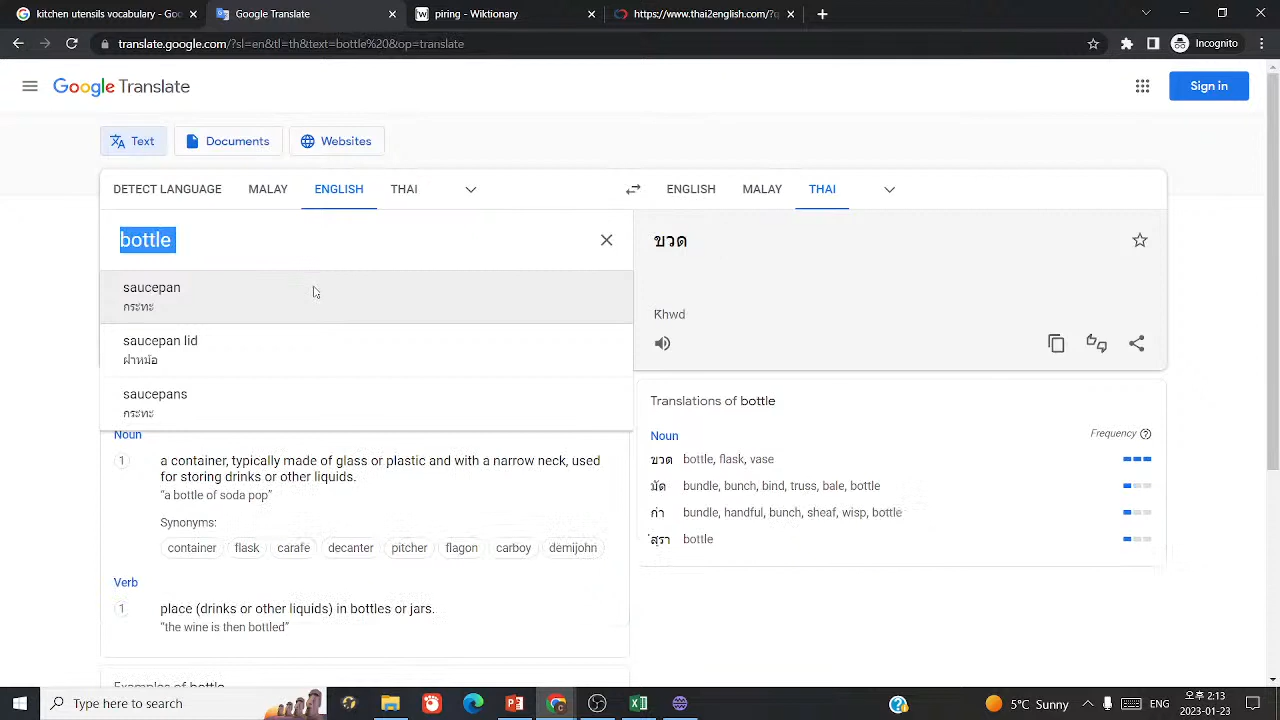 kitchen utensils vocabulary - Goo
Google Translate
piring - Wiktionary
https://www.thai2english.com/?q
translate.google.com/?sl=en&tl=th&text=bottle%20&op=translate
Incognito
Google Translate
Sign in
Text
Documents
Websites
DETECT LANGUAGE
MALAY
ENGLISH
THAI
ENGLISH
MALAY
THAI
bottle
ขวด
saucepan
กระทะ
Khwd
saucepan lid
ฝาหม้อ
saucepans
กระทะ
Translations of bottle
Noun
Frequency
Noun
1 a container, typically made of glass or plastic and with a narrow neck, used
for storing drinks or other liquids.
"a bottle of soda pop"
ขวด bottle, flask, vase
มัด bundle, bunch, bind, truss, bale, bottle
กำ bundle, handful, bunch, sheaf, wisp, bottle
สุรา bottle
Synonyms:
container flask carafe decanter pitcher flagon carboy demijohn
Verb
1 place (drinks or other liquids) in bottles or jars.
"the wine is then bottled"
Examples of bottle
Type here to search
5°C Sunny
ENG
오후 2:13
2023-01-23